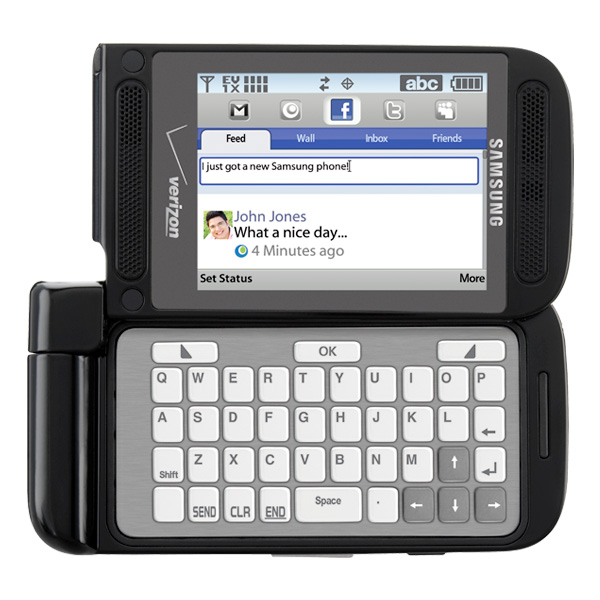 EV
1X
abc
Feed Wall Inbox Friends
I just got a new Samsung phone!
John Jones
What a nice day...
4 Minutes ago
Set Status More
verizon
SAMSUNG
OK
Q W E R T Y U I O P
A S D F G H J K L
Shift Z X C V B N M
SEND CLR END Space .